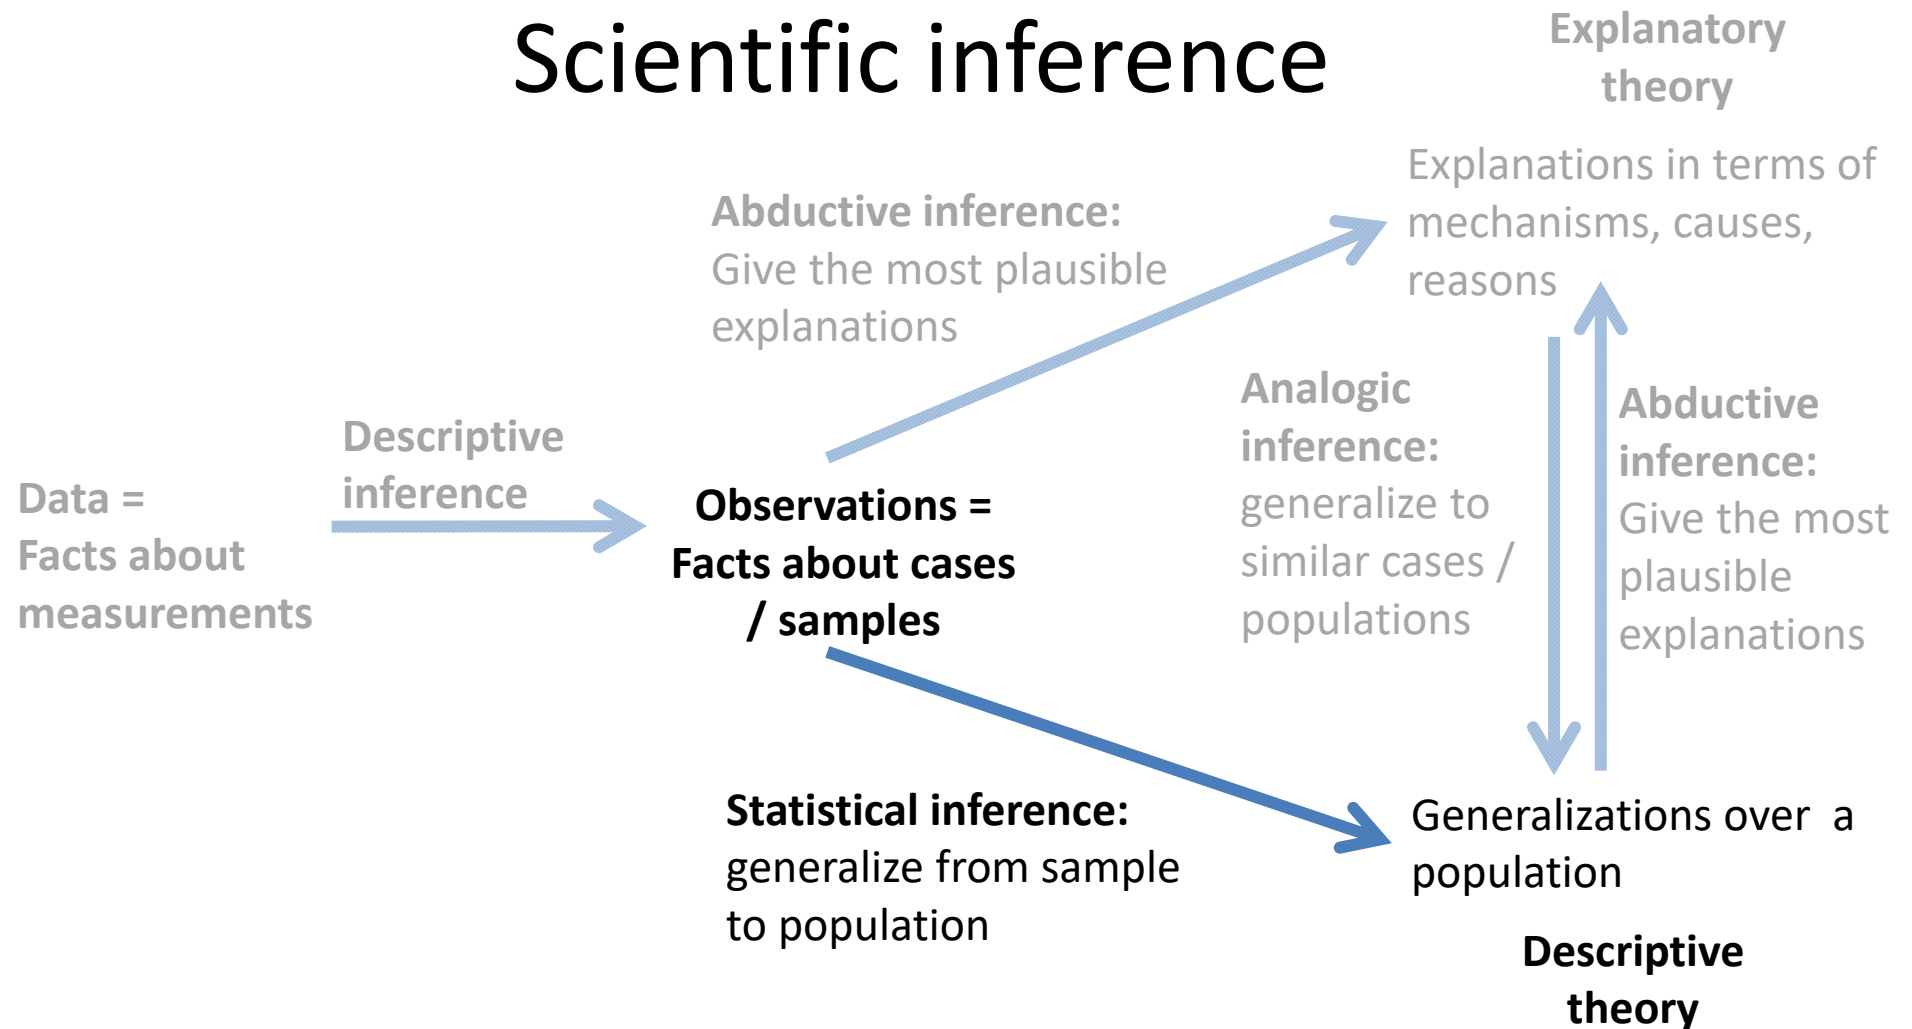 Scientific inference
Explanatory
theory
Explanations in terms of
mechanisms, causes,
reasons
Abductive inference:
Give the most plausible
explanations
Descriptive
inference
Data =
Facts about
measurements
Observations =
Facts about cases
/ samples
Analogic
inference:
generalize to
similar cases /
populations
Abductive
inference:
Give the most
plausible
explanations
Statistical inference:
generalize from sample
to population
Generalizations over a
population
Descriptive
theory